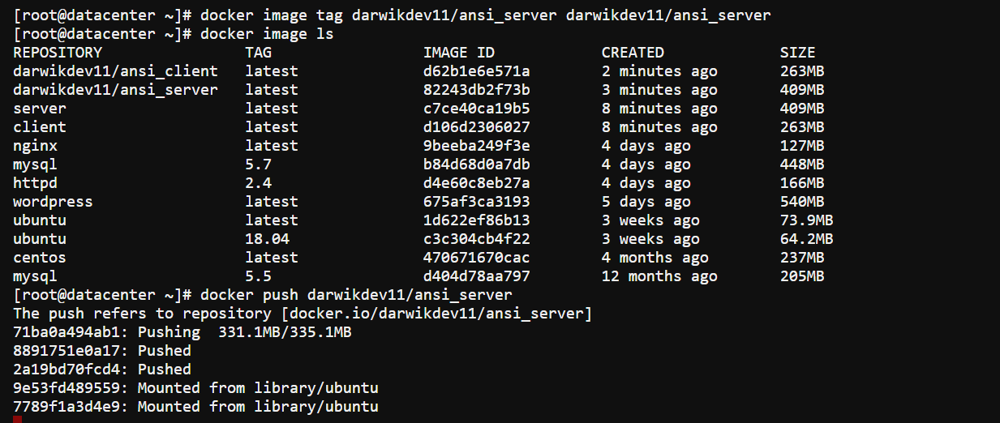 [root@datacenter ~]# docker image tag darwikdev11/ansi_server darwikdev11/ansi_server
[root@datacenter ~]# docker image ls
REPOSITORY                TAG                 IMAGE ID            CREATED             SIZE
darwikdev11/ansi_client   latest              d62b1e6e571a        2 minutes ago       263MB
darwikdev11/ansi_server   latest              82243db2f73b        3 minutes ago       409MB
server                    latest              c7ce40ca19b5        8 minutes ago       409MB
client                    latest              d106d2306027        8 minutes ago       263MB
nginx                     latest              9beeba249f3e        4 days ago          127MB
mysql                     5.7                 b84d68d0a7db        4 days ago          448MB
httpd                     2.4                 d4e60c8eb27a        4 days ago          166MB
wordpress                 latest              675af3ca3193        5 days ago          540MB
ubuntu                    latest              1d622ef86b13        3 weeks ago         73.9MB
ubuntu                    18.04               c3c304cb4f22        3 weeks ago         64.2MB
centos                    latest              470671670cac        4 months ago        237MB
mysql                     5.5                 d404d78aa797        12 months ago       205MB
[root@datacenter ~]# docker push darwikdev11/ansi_server
The push refers to repository [docker.io/darwikdev11/ansi_server]
71ba0a494ab1: Pushing  331.1MB/335.1MB
8891751e0a17: Pushed
2a19bd70fcd4: Pushed
9e53fd489559: Mounted from library/ubuntu
7789f1a3d4e9: Mounted from library/ubuntu